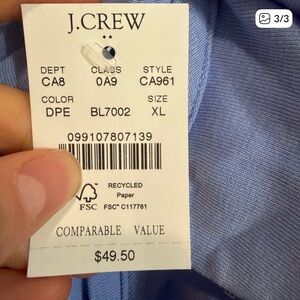 3/3
J.CREW
DEPT CLASS STYLE
CA8 0A9 CA961
COLOR SIZE
DPE BL7002 XL
099107807139
RECYCLED
Paper
FSC FSC® C117781
COMPARABLE VALUE
$49.50